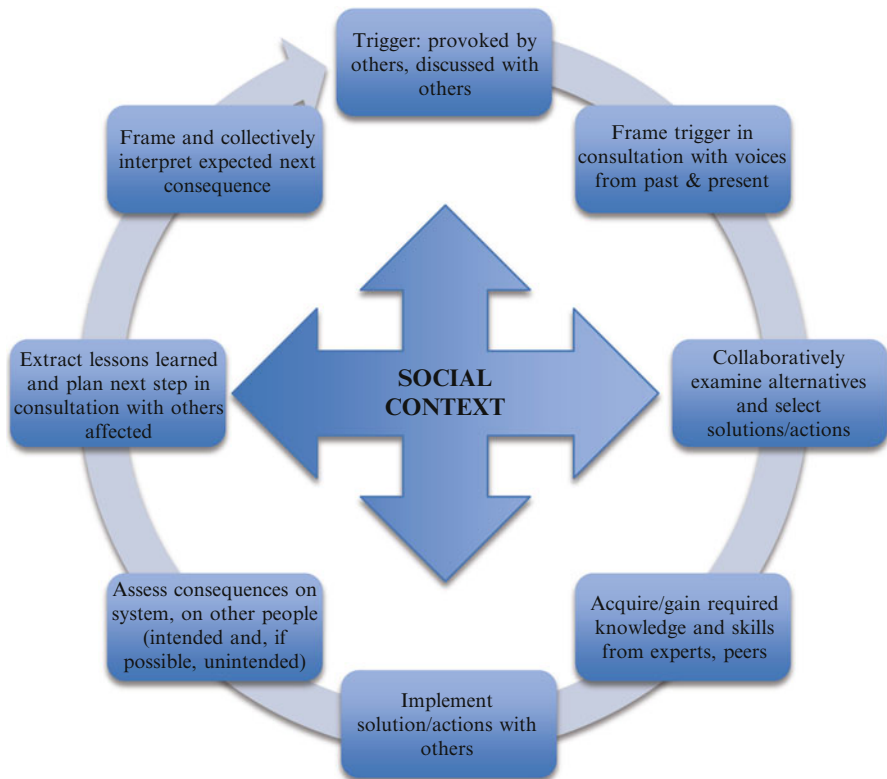 Trigger: provoked by
others, discussed with
others
Frame trigger in
consultation with voices
from past & present
Collaboratively
examine alternatives
and select
solutions/actions
Acquire/gain required
knowledge and skills
from experts, peers
Implement
solution/actions with
others
Assess consequences on
system, on other people
(intended and, if
possible, unintended)
Extract lessons learned
and plan next step in
consultation with others
affected
Frame and collectively
interpret expected next
consequence
SOCIAL
CONTEXT